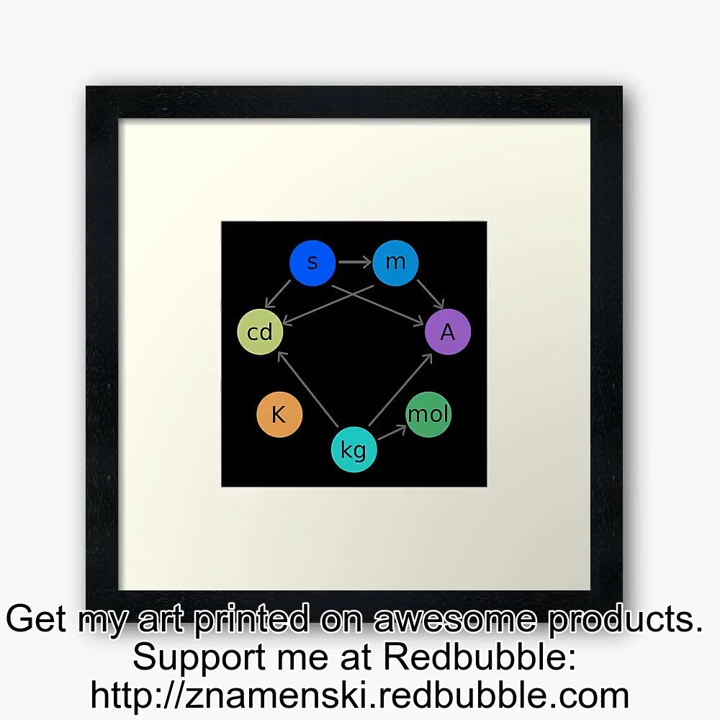 s m
cd A
K mol
kg
Get my art printed on awesome products.
Support me at Redbubble:
http://znamenski.redbubble.com